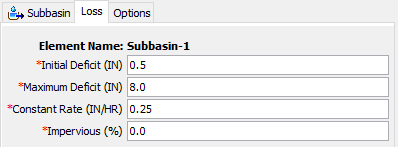 Subbasin Loss Options
Element Name: Subbasin-1
*Initial Deficit (IN) 0.5
*Maximum Deficit (IN) 8.0
*Constant Rate (IN/HR) 0.25
*Impervious (%) 0.0